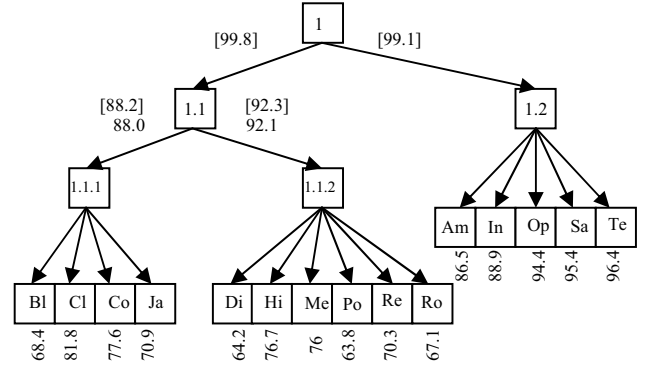 1
[99.8]
[99.1]
1.1
1.2
[88.2]
88.0
[92.3]
92.1
1.1.1
1.1.2
Am In Op Sa Te
86.5 88.9 94.4 95.4 96.4
Bl Cl Co Ja
68.4 81.8 77.6 70.9
Di Hi Me Po Re Ro
64.2 76.7 76 63.8 70.3 67.1